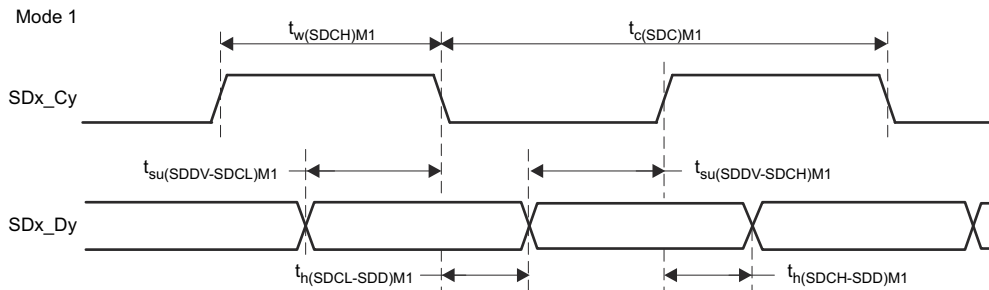 Mode 1
tw(SDCH)M1 tc(SDC)M1
SDx_Cy
tsu(SDDV-SDCL)M1 tsu(SDDV-SDCH)M1
SDx_Dy
th(SDCL-SDD)M1 th(SDCH-SDD)M1